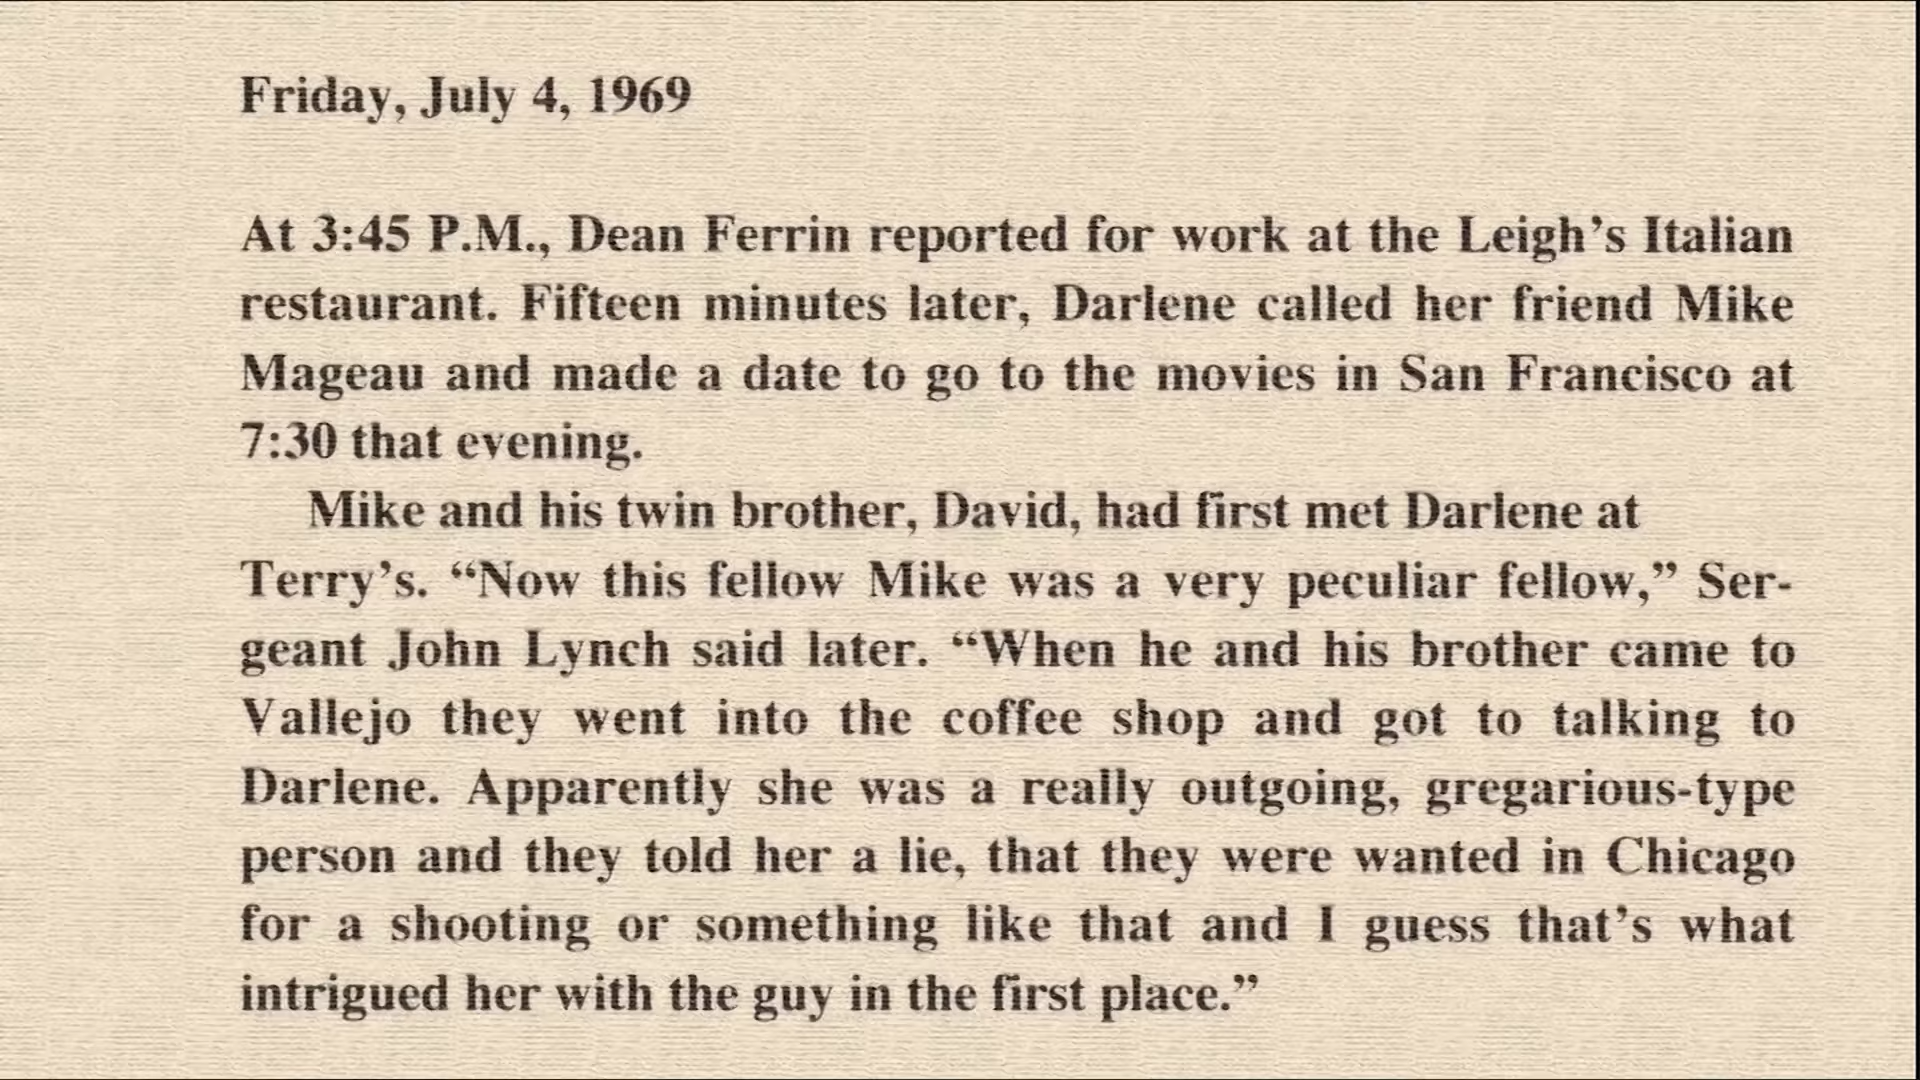 Friday, July 4, 1969
At 3:45 P.M., Dean Ferrin reported for work at the Leigh’s Italian
restaurant. Fifteen minutes later, Darlene called her friend Mike
Mageau and made a date to go to the movies in San Francisco at
7:30 that evening.
Mike and his twin brother, David, had first met Darlene at
Terry’s. “Now this fellow Mike was a very peculiar fellow,” Ser-
geant John Lynch said later. “When he and his brother came to
Vallejo they went into the coffee shop and got to talking to
Darlene. Apparently she was a really outgoing, gregarious-type
person and they told her a lie, that they were wanted in Chicago
for a shooting or something like that and I guess that’s what
intrigued her with the guy in the first place.”